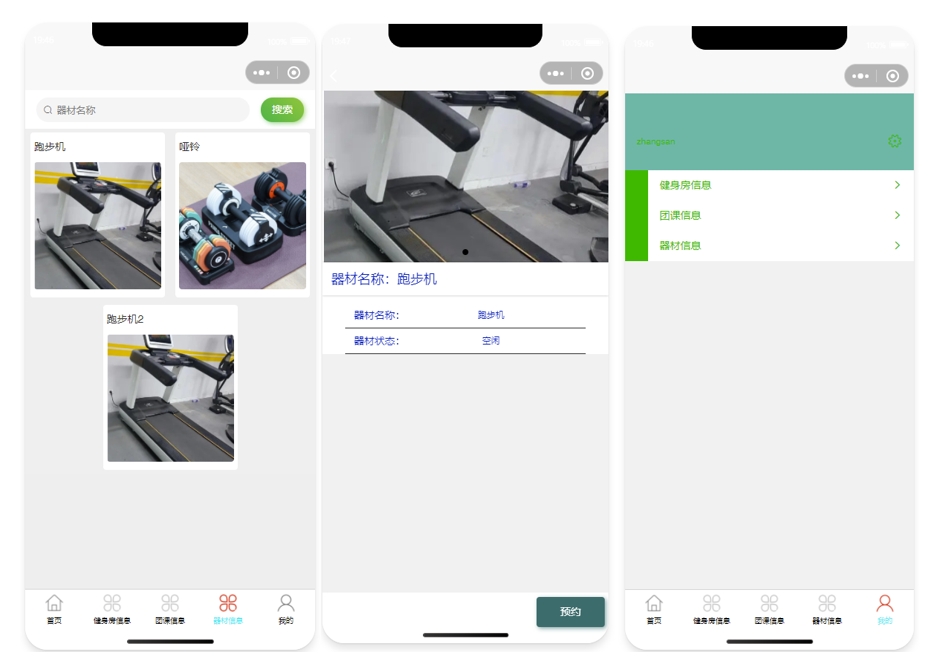 器材名称
搜索
跑步机
哑铃
跑步机2
首页
健身房信息
团课信息
器材信息
我的
器材名称：跑步机
器材名称：
跑步机
器材状态：
空闲
预约
zhangsan
健身房信息
团课信息
器材信息
首页
健身房信息
团课信息
器材信息
我的